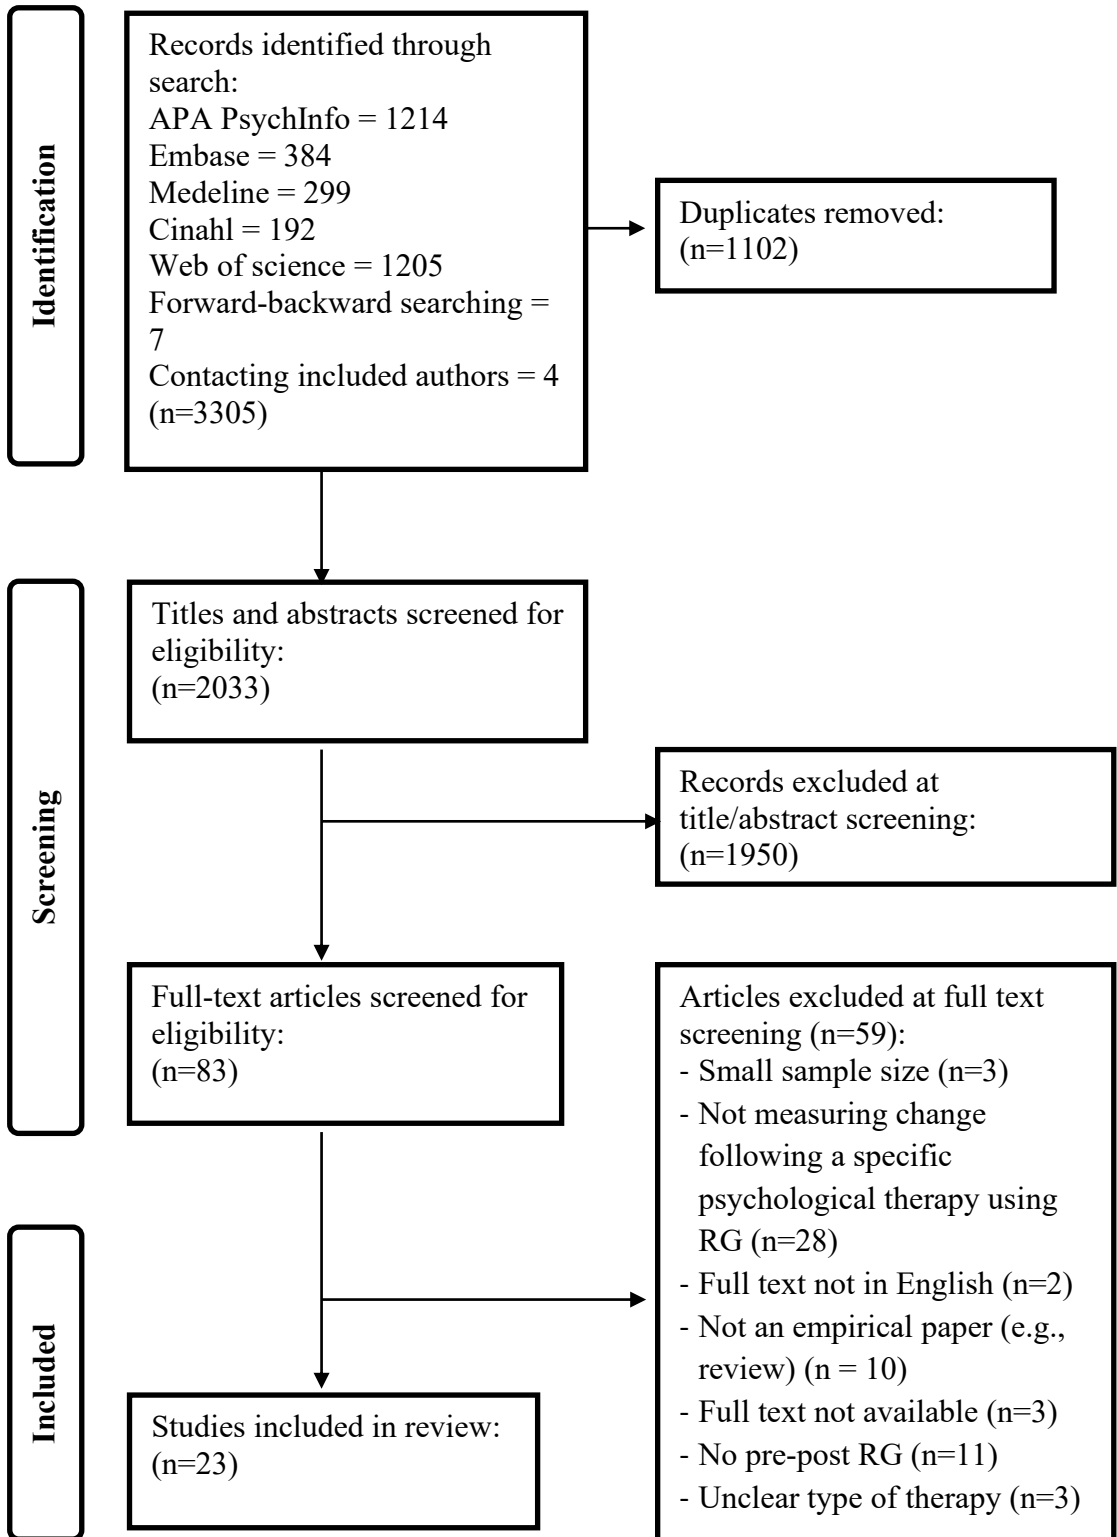 Identification
Records identified through
search:
APA PsychInfo = 1214
Embase = 384
Medeline = 299
Cinahl = 192
Web of science = 1205
Forward-backward searching =
7
Contacting included authors = 4
(n=3305)
Duplicates removed:
(n=1102)
Screening
Titles and abstracts screened for
eligibility:
(n=2033)
Records excluded at
title/abstract screening:
(n=1950)
Full-text articles screened for
eligibility:
(n=83)
Articles excluded at full text
screening (n=59):
- Small sample size (n=3)
- Not measuring change
following a specific
psychological therapy using
RG (n=28)
- Full text not in English (n=2)
- Not an empirical paper (e.g.,
review) (n = 10)
- Full text not available (n=3)
- No pre-post RG (n=11)
- Unclear type of therapy (n=3)
Included
Studies included in review:
(n=23)